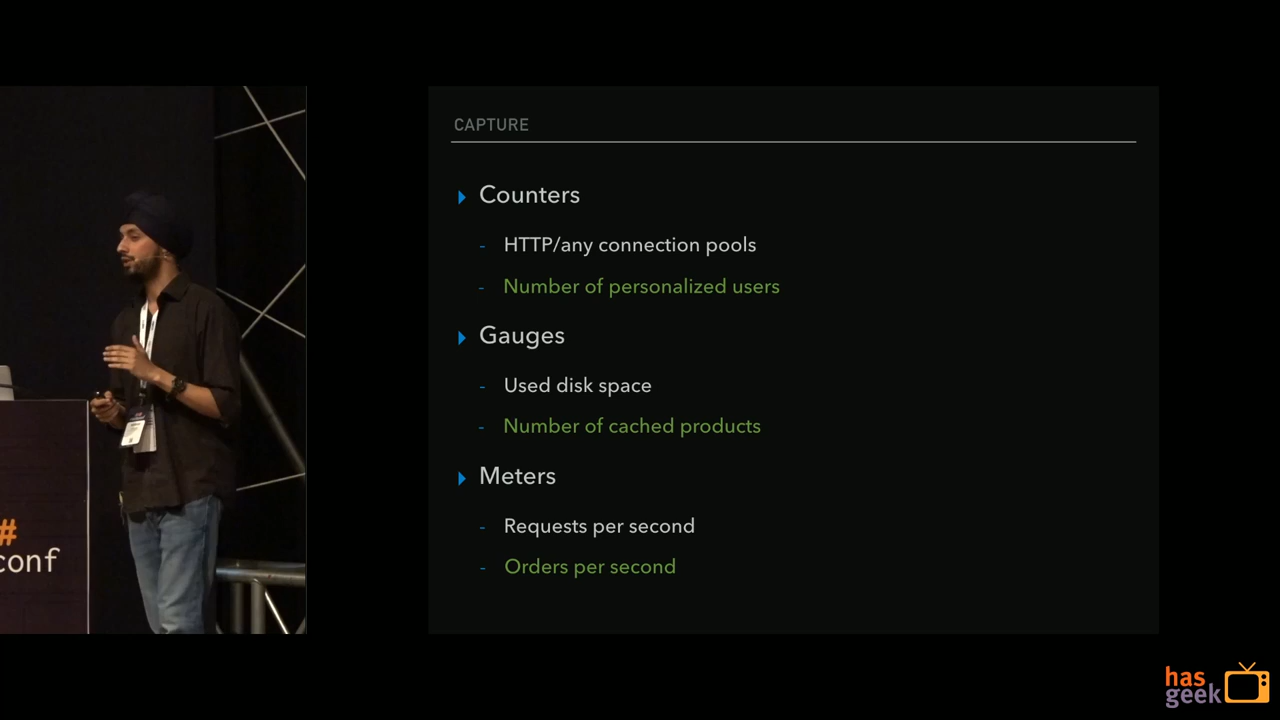 CAPTURE
Counters
- HTTP/any connection pools
- Number of personalized users
Gauges
- Used disk space
- Number of cached products
Meters
- Requests per second
- Orders per second
#
conf
has
geek